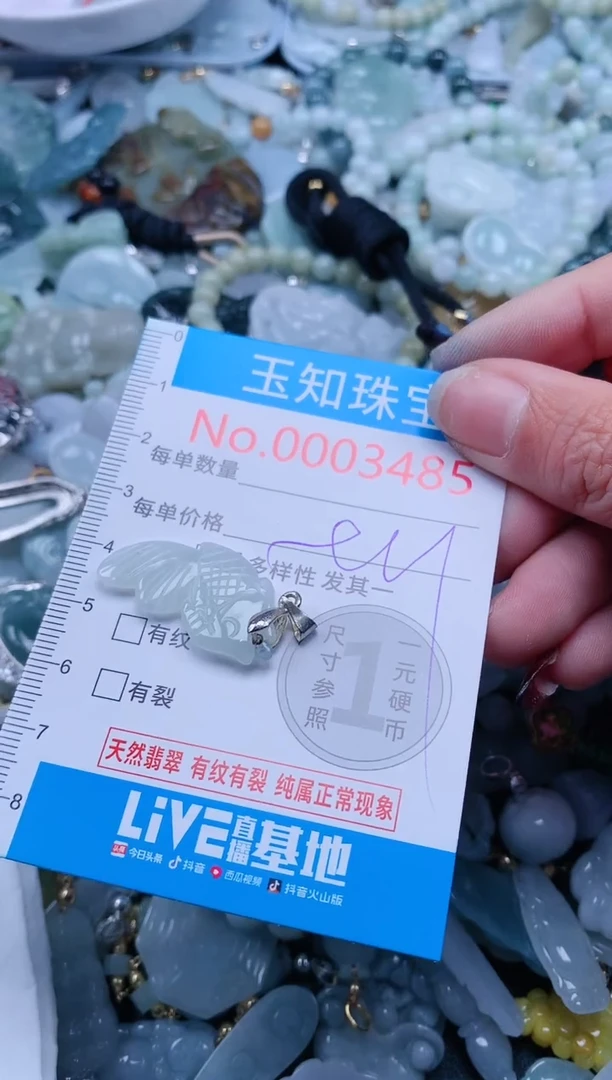 玉知珠宝
No.0003485
每单数量
每单价格
多样性 发其一
有纹
有裂
尺寸参照
1
一元硬币
天然翡翠 有纹有裂 纯属正常现象
LiVE直播基地
头条 今日头条 抖音 西瓜视频 抖音火山版
0
1
2
3
4
5
6
7
8